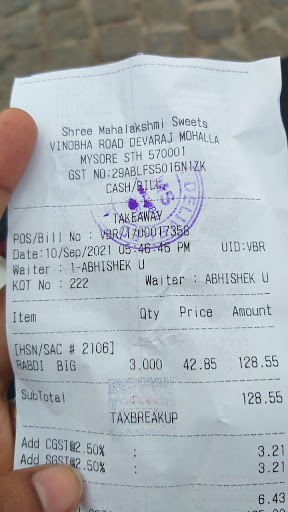 Shree Mahalakshmi Sweets
VINOBHA ROAD DEVARAJ MOHALLA
MYSORE STH 570001
GST NO:29ABLFS5016N1ZK
CASH/BILL
TAKEAWAY
POS/Bill No : VBR/1700017358
Date:10/Sep/2021 05:46:45 PM UID:VBR
Waiter : 1-ABHISHEK U
KOT No : 222 Waiter : ABHISHEK U
Item Qty Price Amount
[HSN/SAC # 2106]
RABDI BIG 3.000 42.85 128.55
SubTotal 128.55
TAXBREAKUP
Add CGST@2.50% : 3.21
Add SGST@2.50% : 3.21
6.43